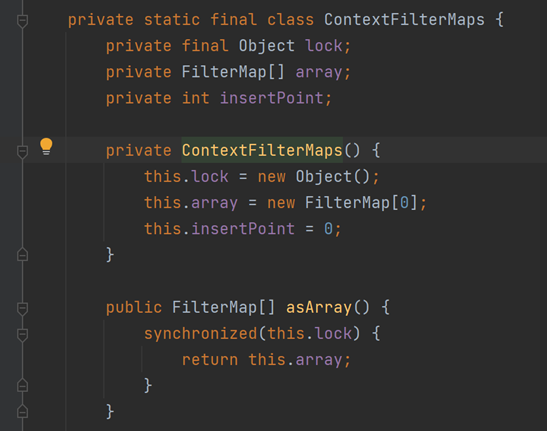 private static final class ContextFilterMaps {
private final Object lock;
private FilterMap[] array;
private int insertPoint;
private ContextFilterMaps() {
this.lock = new Object();
this.array = new FilterMap[0];
this.insertPoint = 0;
}
public FilterMap[] asArray() {
synchronized(this.lock) {
return this.array;
}
}